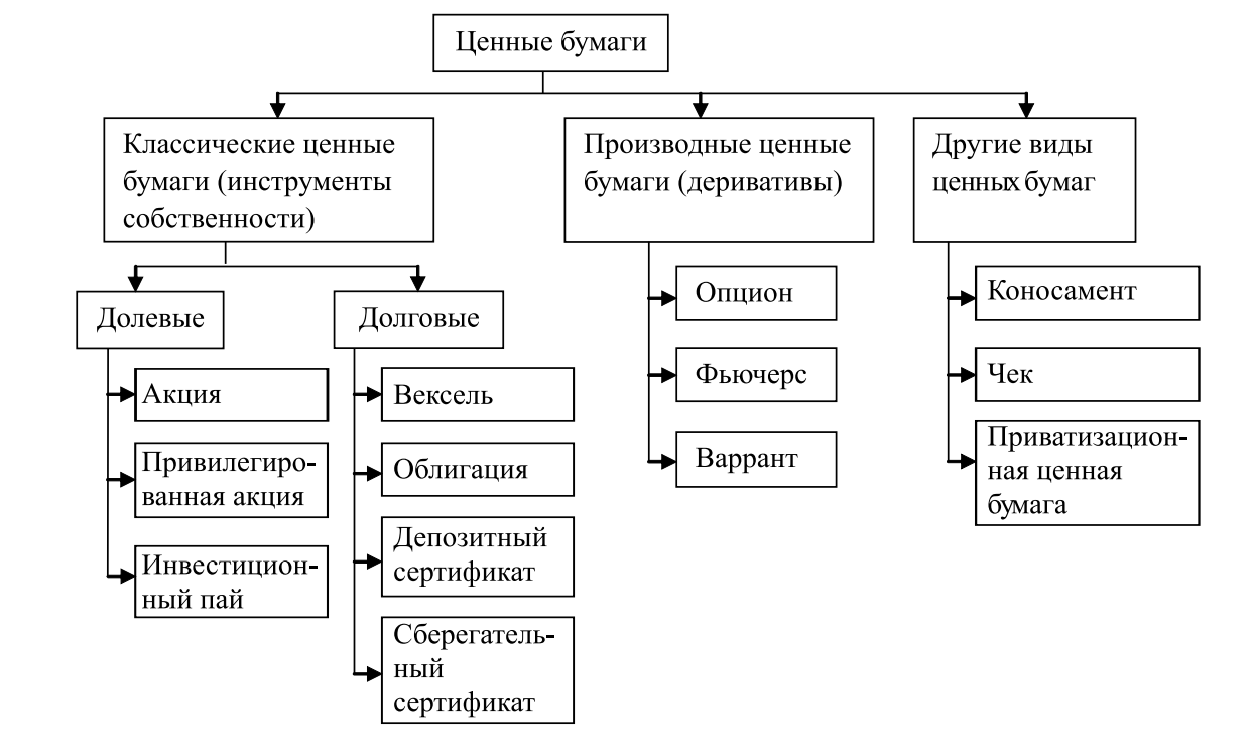 Ценные бумаги
Классические ценные
бумаги (инструменты
собственности)
Производные ценные
бумаги (деривативы)
Другие виды
ценных бумаг
Долевые
Акция
Привилегиро-
ванная акция
Инвестицион-
ный пай
Долговые
Вексель
Облигация
Депозитный
сертификат
Сберегатель-
ный
сертификат
Опцион
Фьючерс
Варрант
Коносамент
Чек
Приватизацион-
ная ценная
бумага